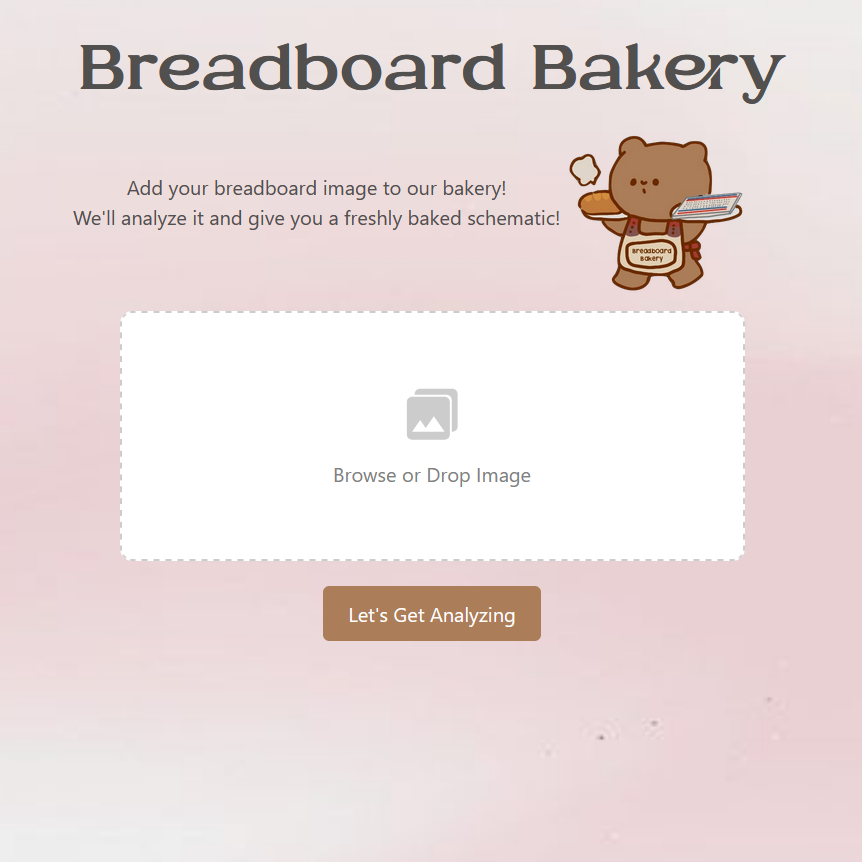 Breadboard Bakery
Add your breadboard image to our bakery!
We'll analyze it and give you a freshly baked schematic!
Breadboard
Bakery
Browse or Drop Image
Let's Get Analyzing